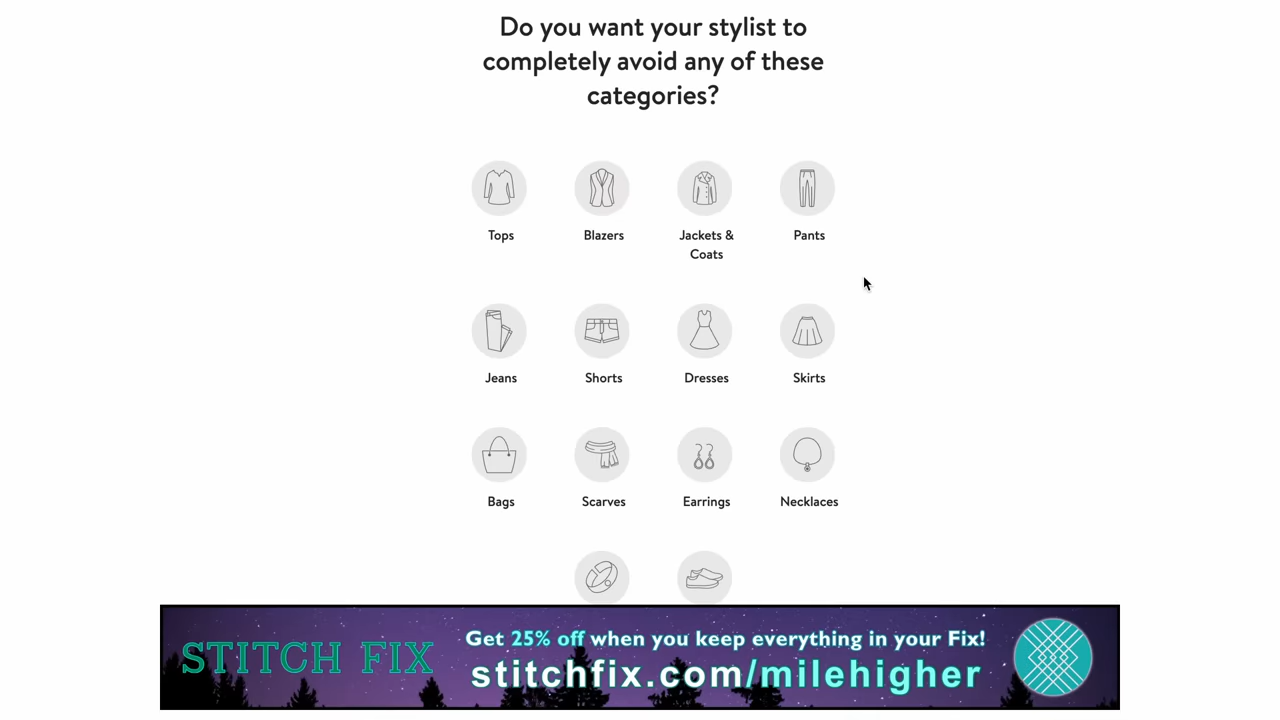 Do you want your stylist to
completely avoid any of these
categories?
Tops
Blazers
Jackets &
Coats
Pants
Jeans
Shorts
Dresses
Skirts
Bags
Scarves
Earrings
Necklaces
STITCH FIX
Get 25% off when you keep everything in your Fix!
stitchfix.com/milehigher